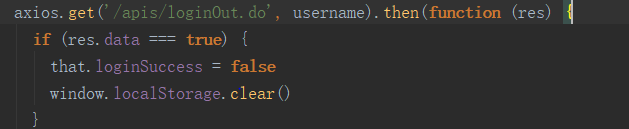 axios.get('/apis/loginOut.do', username).then(function (res) {
if (res.data === true) {
that.loginSuccess = false
window.localStorage.clear()
}